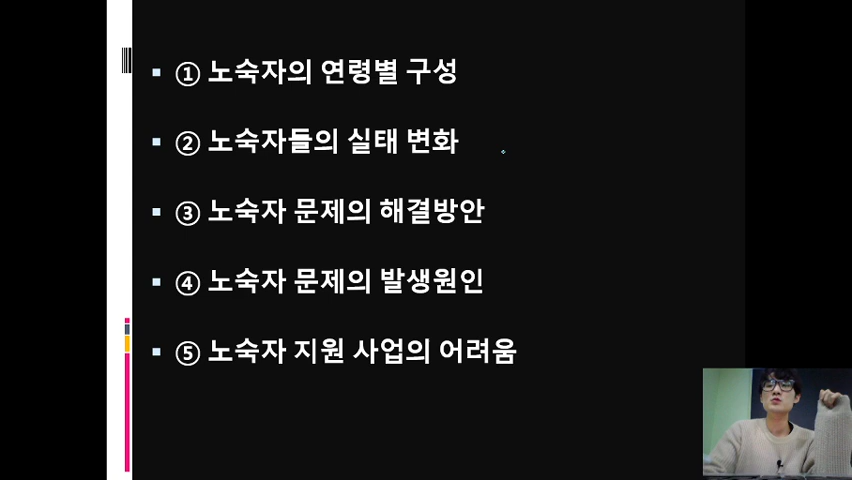 ① 노숙자의 연령별 구성
② 노숙자들의 실태 변화
③ 노숙자 문제의 해결방안
④ 노숙자 문제의 발생원인
⑤ 노숙자 지원 사업의 어려움